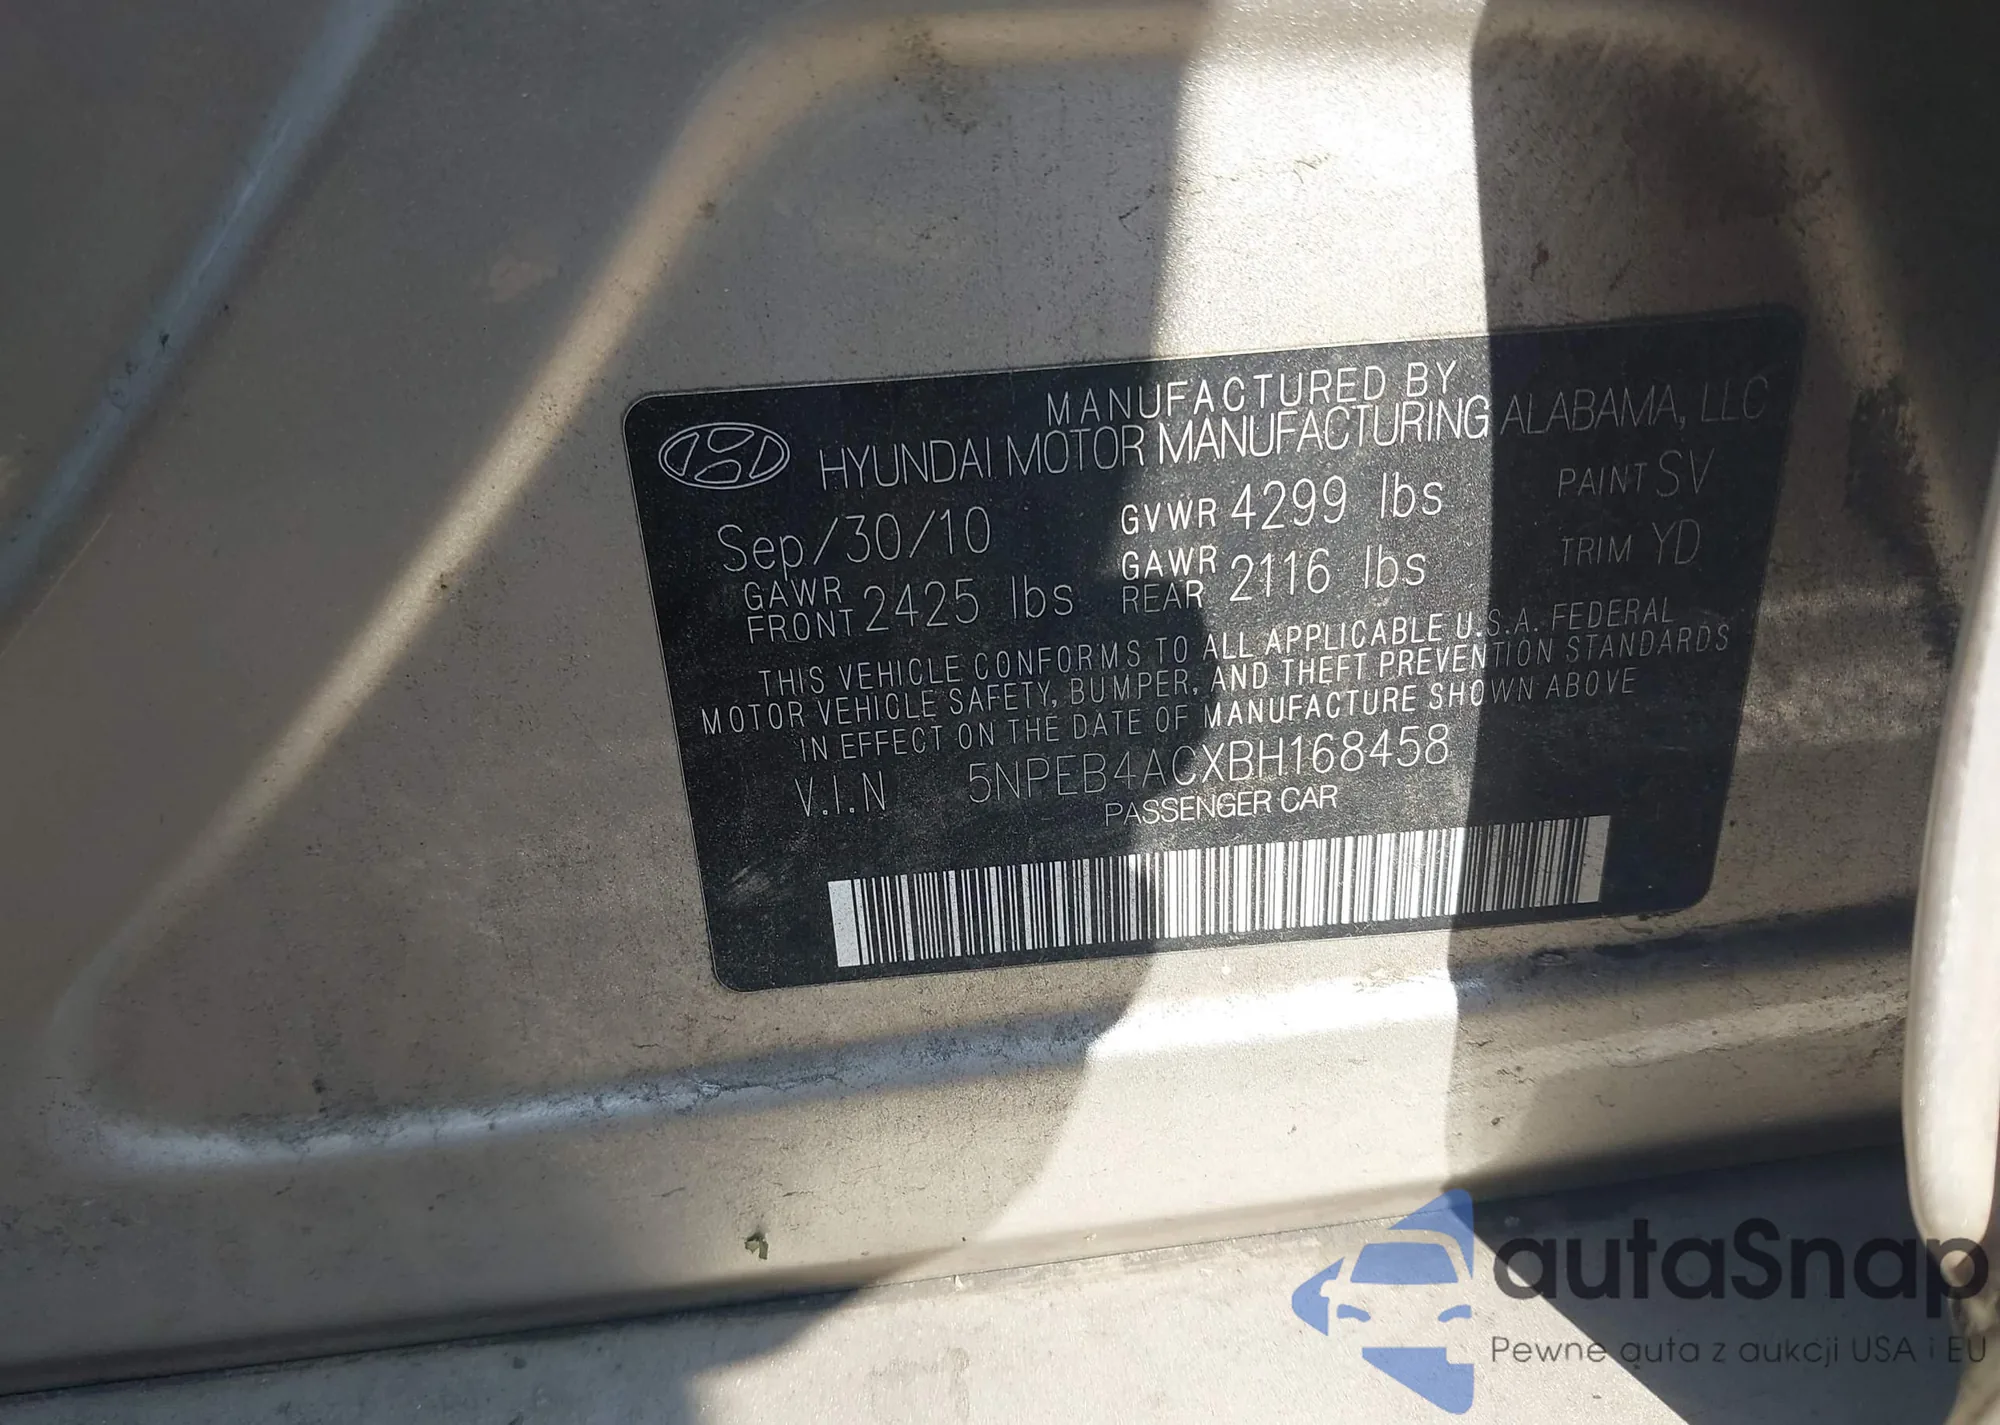 MANUFACTURED BY
HYUNDAI MOTOR MANUFACTURING ALABAMA, LLC
Sep/30/10 GVWR 4299 lbs PAINT SV
GAWR FRONT 2425 lbs GAWR REAR 2116 lbs TRIM YD
THIS VEHICLE CONFORMS TO ALL APPLICABLE U.S.A. FEDERAL
MOTOR VEHICLE SAFETY, BUMPER, AND THEFT PREVENTION STANDARDS
IN EFFECT ON THE DATE OF MANUFACTURE SHOWN ABOVE
V.I.N 5NPEB4ACXBH168458
PASSENGER CAR
autaSnap
Pewne auta z aukcji USA i EU